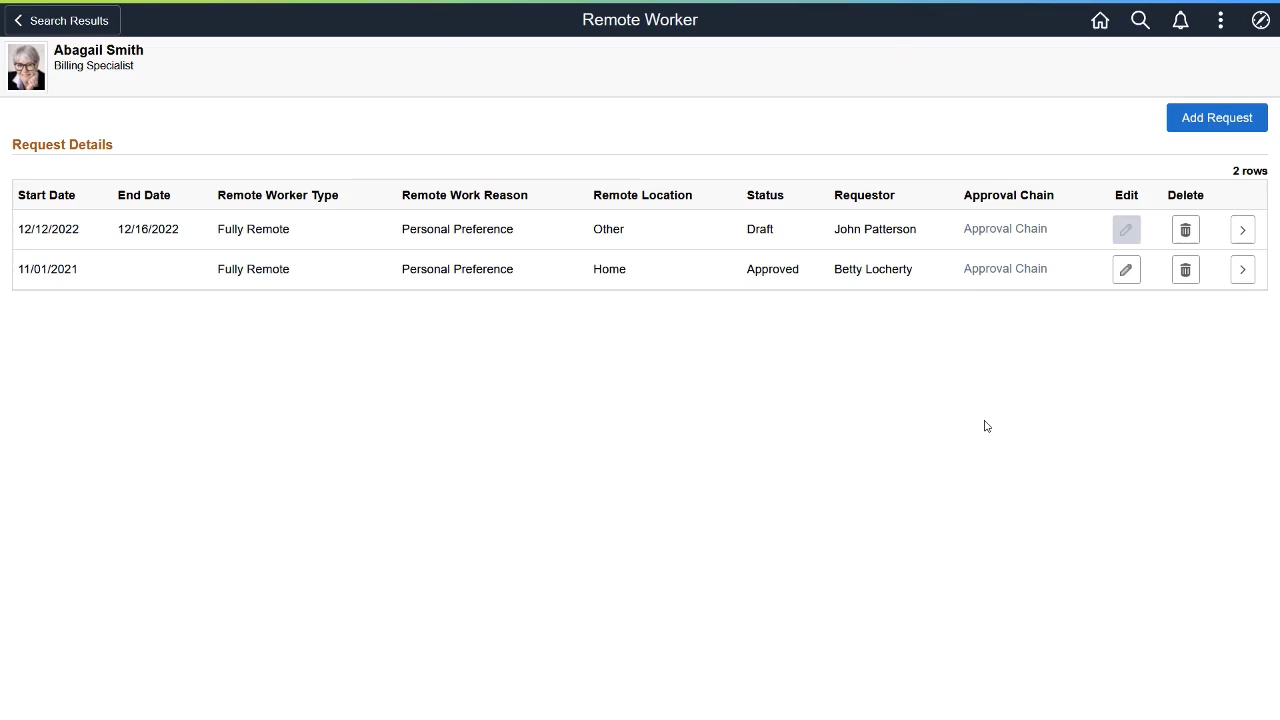 Search Results
Remote Worker
Abagail Smith
Billing Specialist
Add Request
Request Details
2 rows
Start Date End Date Remote Worker Type Remote Work Reason Remote Location Status Requestor Approval Chain Edit Delete
12/12/2022 12/16/2022 Fully Remote Personal Preference Other Draft John Patterson Approval Chain
11/01/2021 Fully Remote Personal Preference Home Approved Betty Locherty Approval Chain